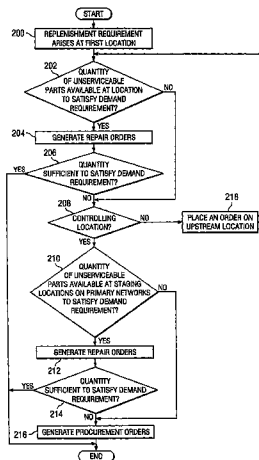 START
200
REPLENISHMENT REQUIREMENT
ARISES AT FIRST LOCATION
202
QUANTITY
OF UNSERVICEABLE
PARTS AVAILABLE AT LOCATION
TO SATISFY DEMAND
REQUIREMENT?
NO
YES
204
GENERATE REPAIR ORDERS
206
YES
QUANTITY
SUFFICIENT TO SATISFY DEMAND
REQUIREMENT?
NO
208
CONTROLLING
LOCATION?
NO
218
PLACE AN ORDER ON
UPSTREAM LOCATION
YES
210
QUANTITY
OF UNSERVICEABLE
PARTS AVAILABLE AT STAGING
LOCATIONS ON PRIMARY NETWORKS
TO SATISFY DEMAND
REQUIREMENT?
NO
YES
GENERATE REPAIR ORDERS
212
YES
QUANTITY
SUFFICIENT TO SATISFY DEMAND
REQUIREMENT?
214
NO
216
GENERATE PROCUREMENT ORDERS
END